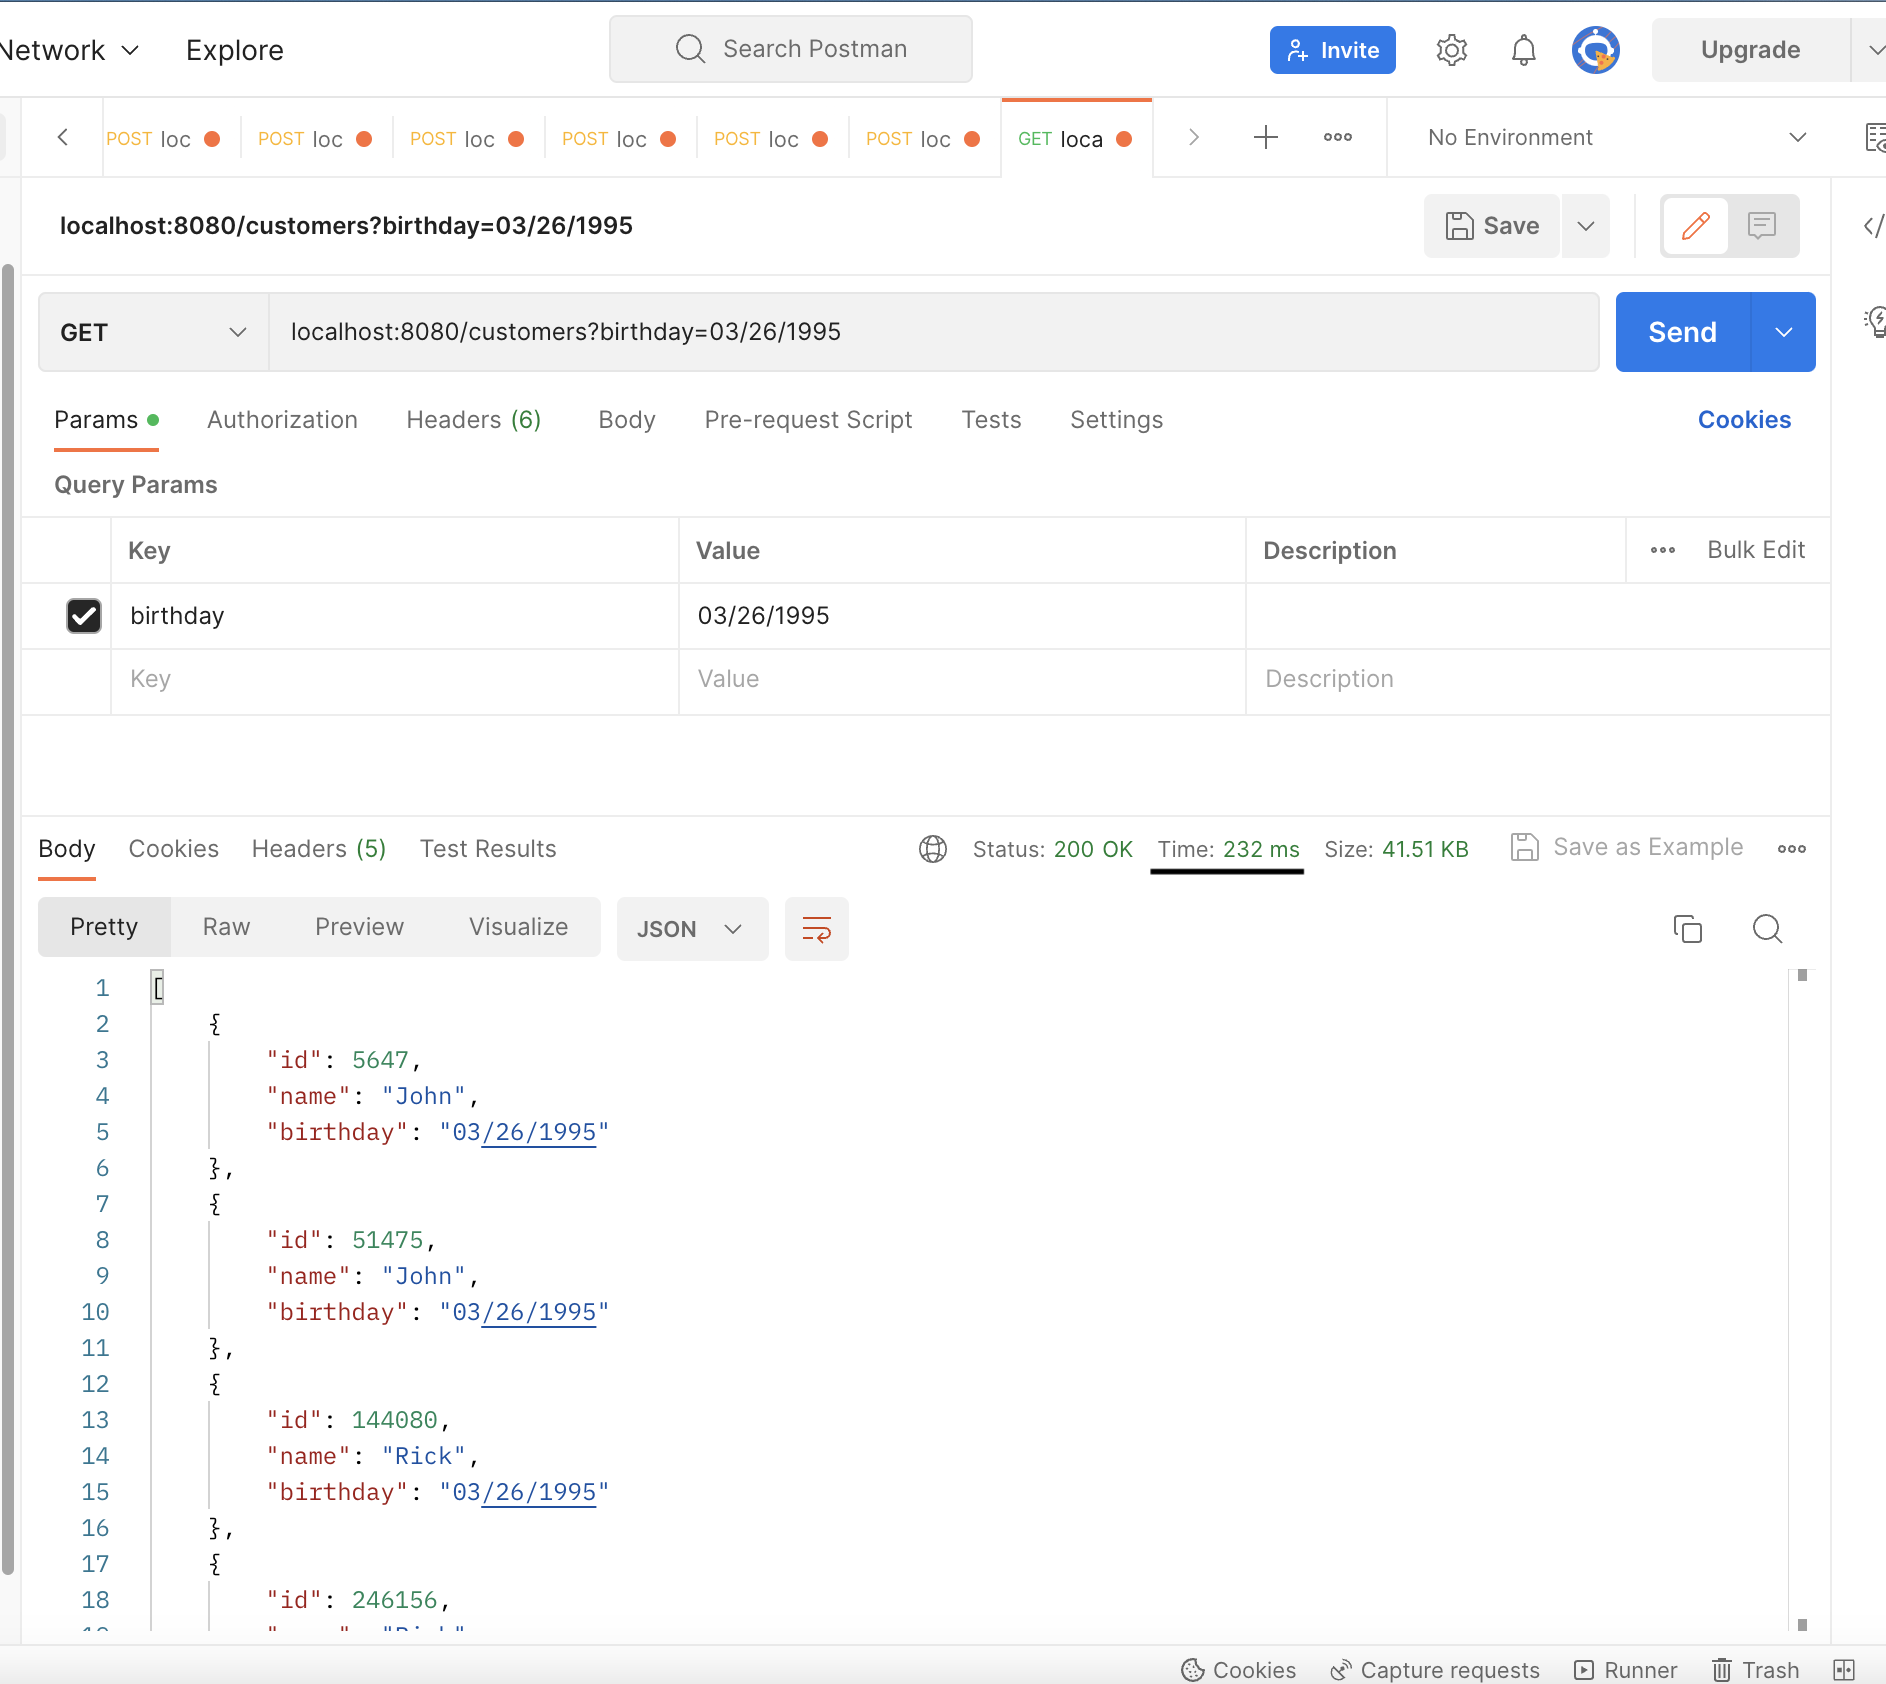 Network Explore Search Postman Invite Upgrade
POST loc POST loc POST loc POST loc POST loc POST loc GET loca No Environment
localhost:8080/customers?birthday=03/26/1995 Save
GET localhost:8080/customers?birthday=03/26/1995 Send
Params Authorization Headers (6) Body Pre-request Script Tests Settings Cookies
Query Params
Key Value Description Bulk Edit
birthday 03/26/1995
Key Value Description
Body Cookies Headers (5) Test Results Status: 200 OK Time: 232 ms Size: 41.51 KB Save as Example
Pretty Raw Preview Visualize JSON
1 [
2 {
3 "id": 5647,
4 "name": "John",
5 "birthday": "03/26/1995"
6 },
7 {
8 "id": 51475,
9 "name": "John",
10 "birthday": "03/26/1995"
11 },
12 {
13 "id": 144080,
14 "name": "Rick",
15 "birthday": "03/26/1995"
16 },
17 {
18 "id": 246156,
Cookies Capture requests Runner Trash